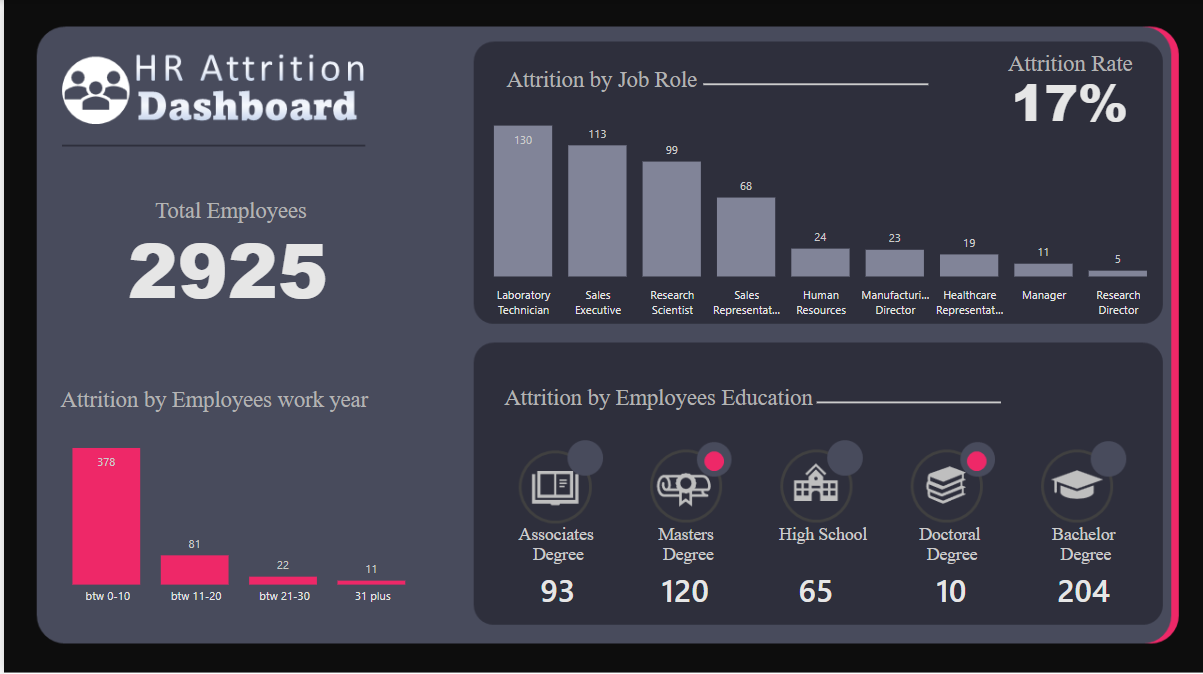 HR Attrition
Dashboard
Total Employees
2925
Attrition by Employees work year
378
81
22
11
btw 0-10
btw 11-20
btw 21-30
31 plus
Attrition by Job Role
Attrition Rate
17%
130
113
99
68
24
23
19
11
5
Laboratory
Technician
Sales
Executive
Research
Scientist
Sales
Representat...
Human
Resources
Manufacturi...
Director
Healthcare
Representat...
Manager
Research
Director
Attrition by Employees Education
Associates
Degree
93
Masters
Degree
120
High School
65
Doctoral
Degree
10
Bachelor
Degree
204